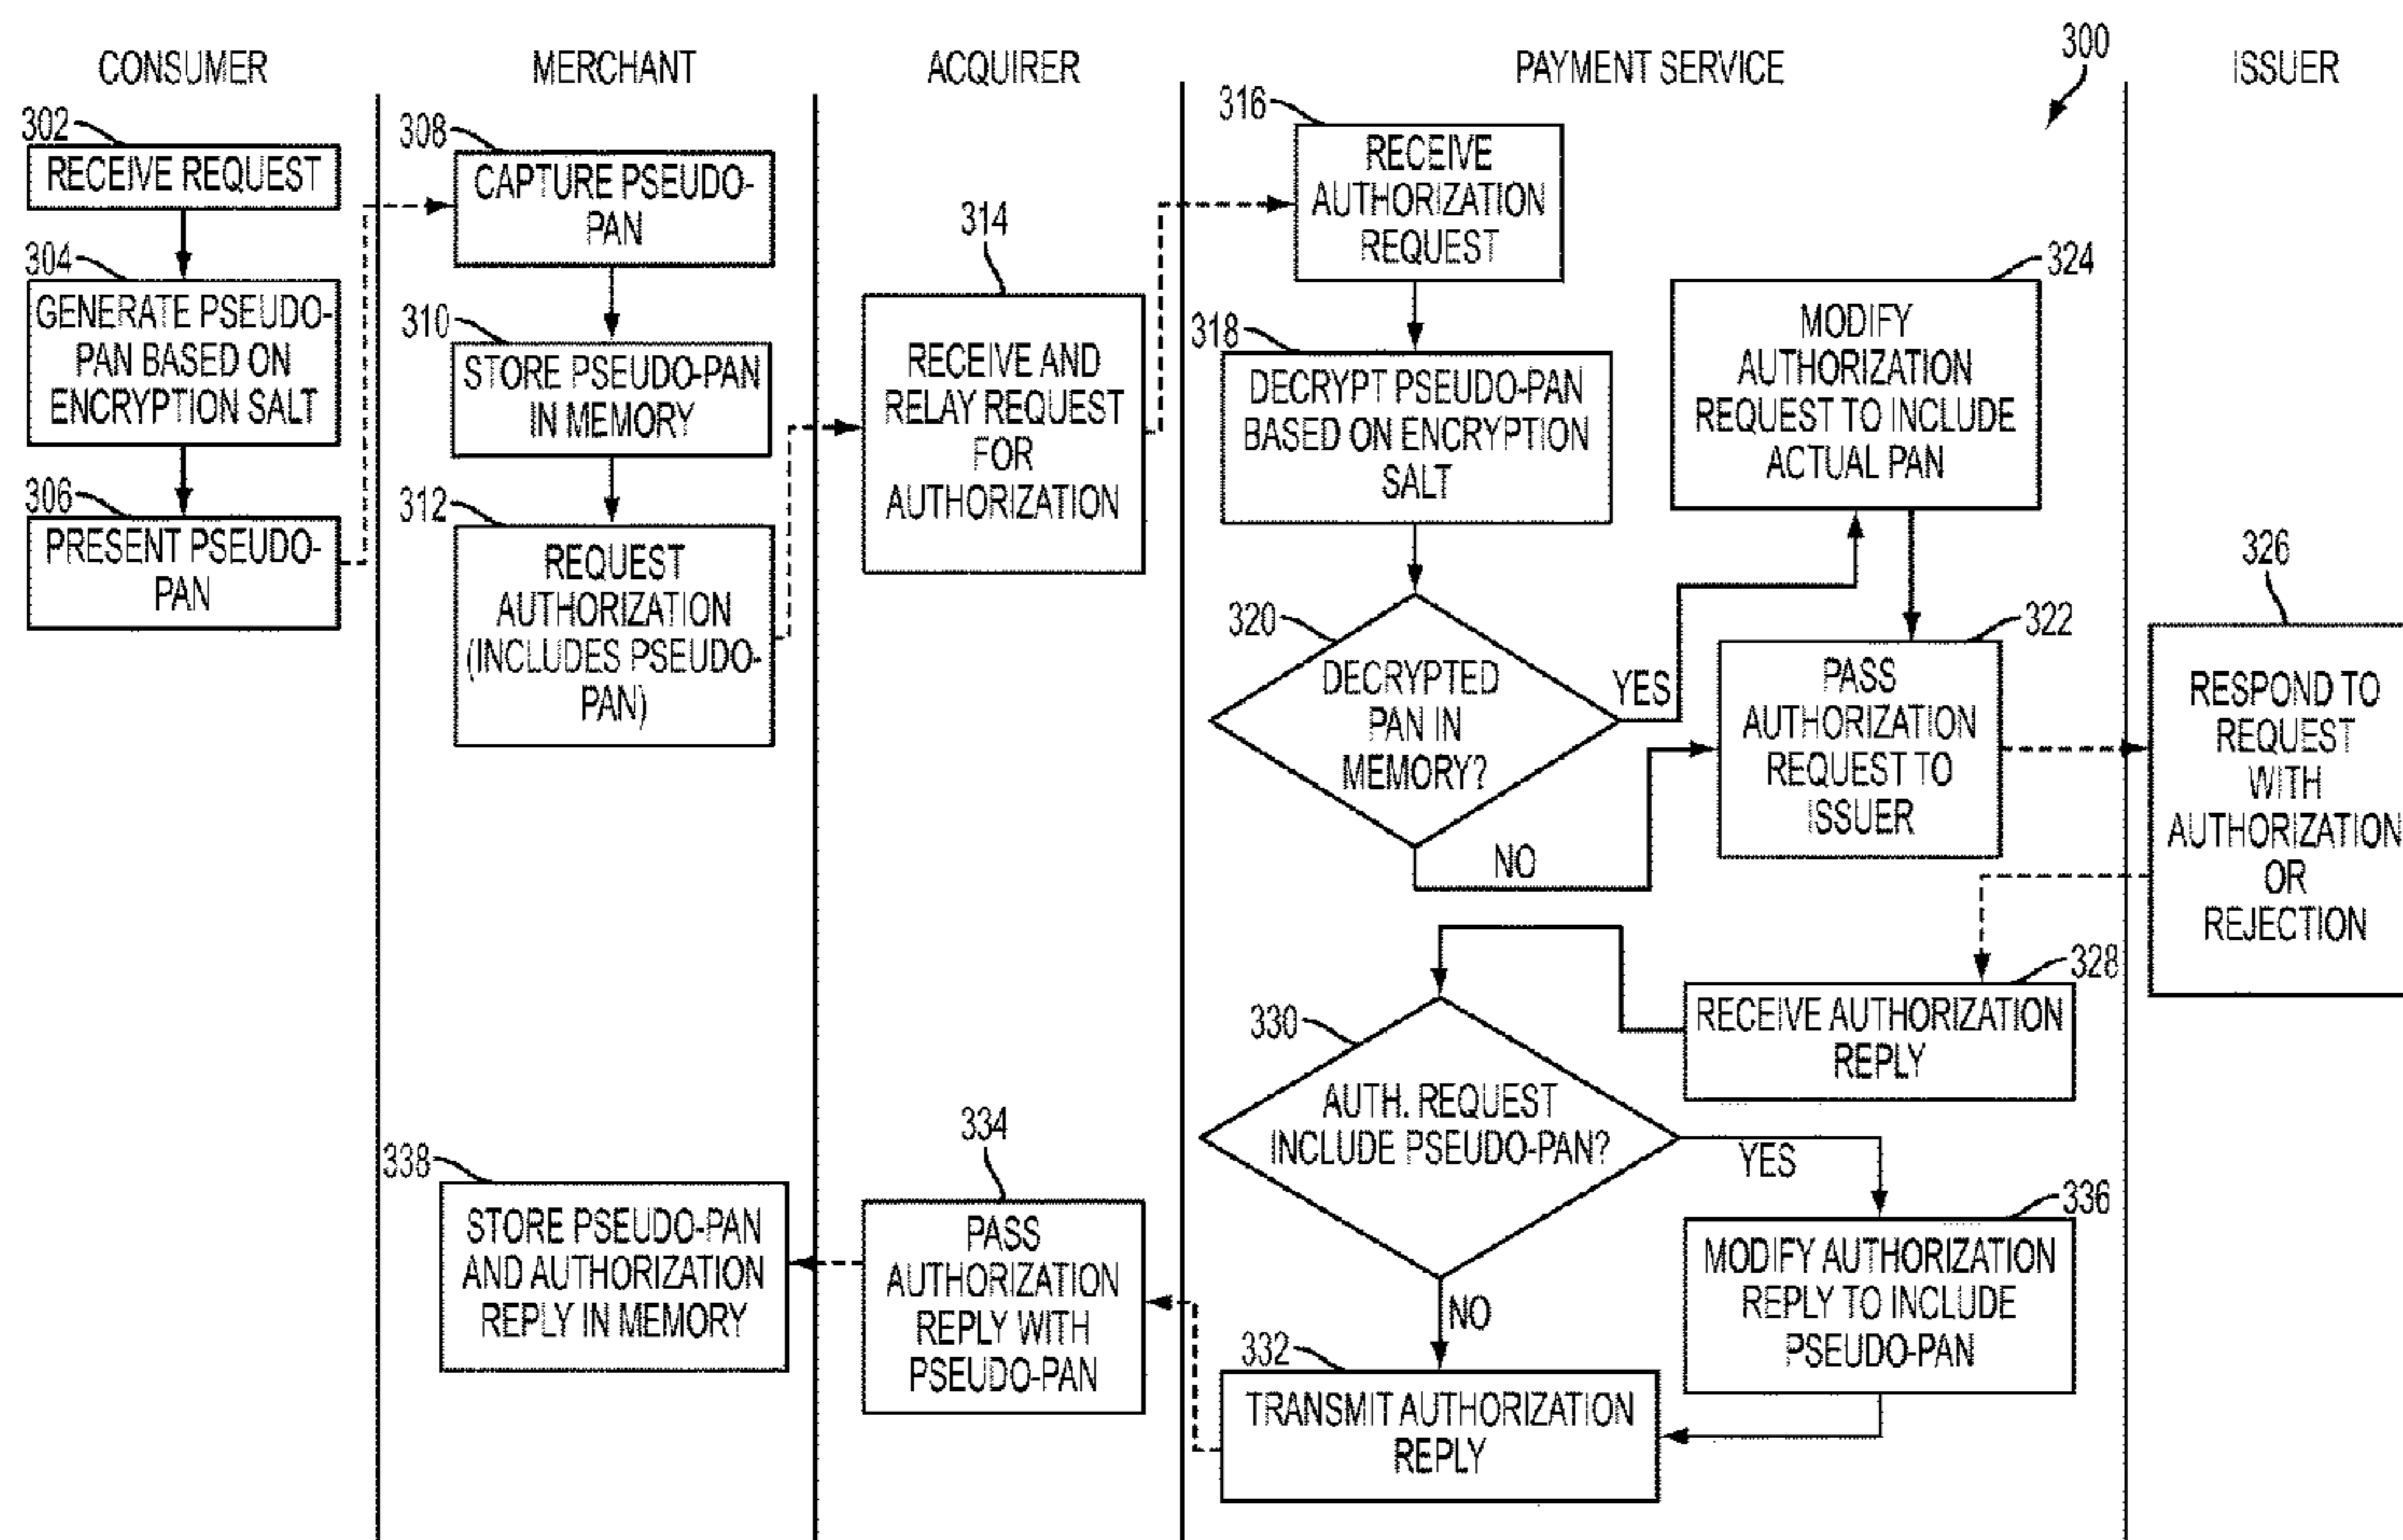 CONSUMER
MERCHANT
ACQUIRER
PAYMENT SERVICE
300
ISSUER
302
RECEIVE REQUEST
304
GENERATE PSEUDO-
PAN BASED ON
ENCRYPTION SALT
306
PRESENT PSEUDO-
PAN
308
CAPTURE PSEUDO-
PAN
310
STORE PSEUDO-PAN
IN MEMORY
312
REQUEST
AUTHORIZATION
(INCLUDES PSEUDO-
PAN)
314
RECEIVE AND
RELAY REQUEST
FOR
AUTHORIZATION
316
RECEIVE
AUTHORIZATION
REQUEST
318
DECRYPT PSEUDO-PAN
BASED ON ENCRYPTION
SALT
320
DECRYPTED
PAN IN
MEMORY?
YES
NO
324
MODIFY
AUTHORIZATION
REQUEST TO INCLUDE
ACTUAL PAN
322
PASS
AUTHORIZATION
REQUEST TO
ISSUER
326
RESPOND TO
REQUEST
WITH
AUTHORIZATION
OR
REJECTION
328
RECEIVE AUTHORIZATION
REPLY
330
AUTH. REQUEST
INCLUDE PSEUDO-PAN?
YES
NO
336
MODIFY AUTHORIZATION
REPLY TO INCLUDE
PSEUDO-PAN
332
TRANSMIT AUTHORIZATION
REPLY
334
PASS
AUTHORIZATION
REPLY WITH
PSEUDO-PAN
338
STORE PSEUDO-PAN
AND AUTHORIZATION
REPLY IN MEMORY